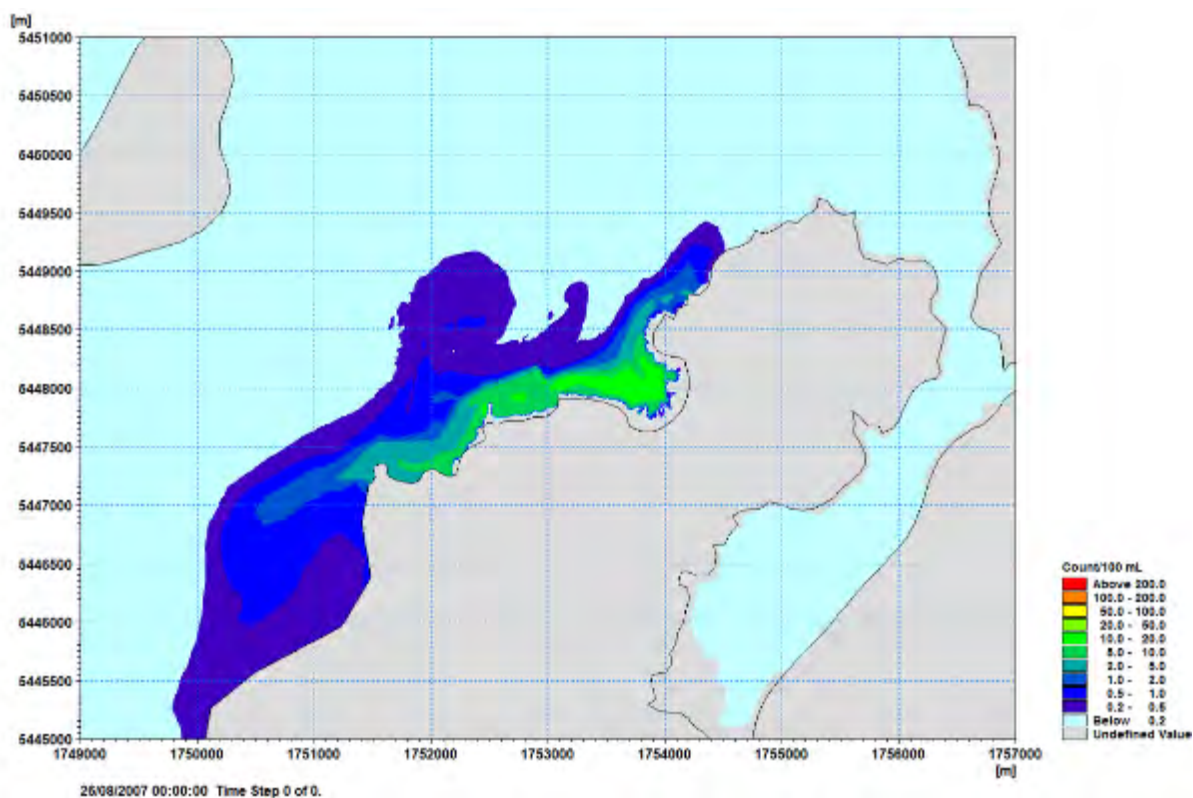 [m]
5451000
5450500
5450000
5449500
5449000
5448500
5448000
5447500
5447000
5446500
5446000
5445500
5445000
1749000 1750000 1751000 1752000 1753000 1754000 1755000 1756000 1757000
[m]
Count/100 mL
Above 200.0
100.0 - 200.0
50.0 - 100.0
20.0 - 50.0
10.0 - 20.0
5.0 - 10.0
2.0 - 5.0
1.0 - 2.0
0.5 - 1.0
0.2 - 0.5
Below 0.2
Undefined Value
26/08/2007 00:00:00 Time Step 0 of 0.